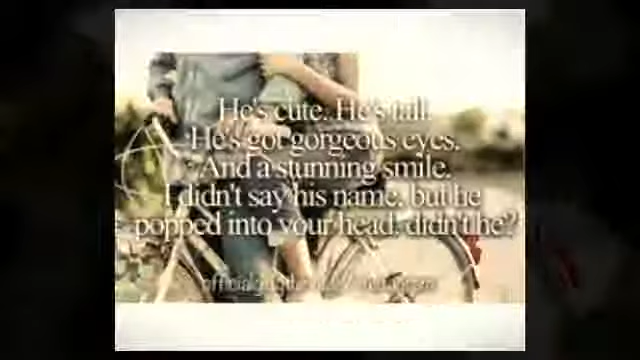 He's cute. He's tall.
He's got gorgeous eyes.
And a stunning smile.
I didn't say his name, but he
popped into your head, didn't he?